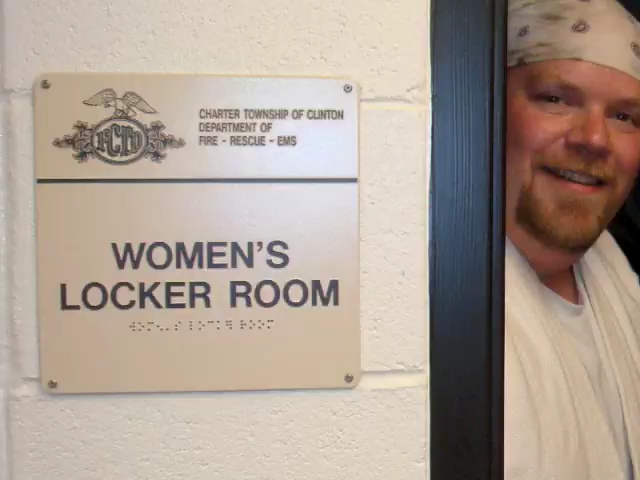 CHARTER TOWNSHIP OF CLINTON
DEPARTMENT OF
FIRE - RESCUE - EMS
WOMEN'S
LOCKER ROOM